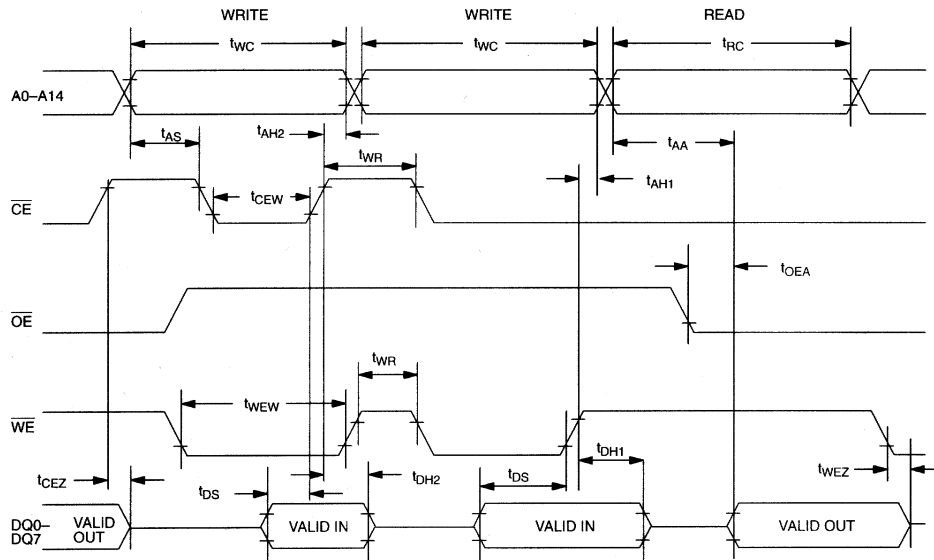 WRITE WRITE READ
tWC tWC tRC
A0–A14
tAS tAH2 tWR tAA
tAH1
CE tCEW
tOEA
OE
tWR
WE tWEW
tCEZ tDS tDH2 tDS tDH1 tWEZ
DQ0–
DQ7 VALID
OUT VALID IN VALID IN VALID OUT